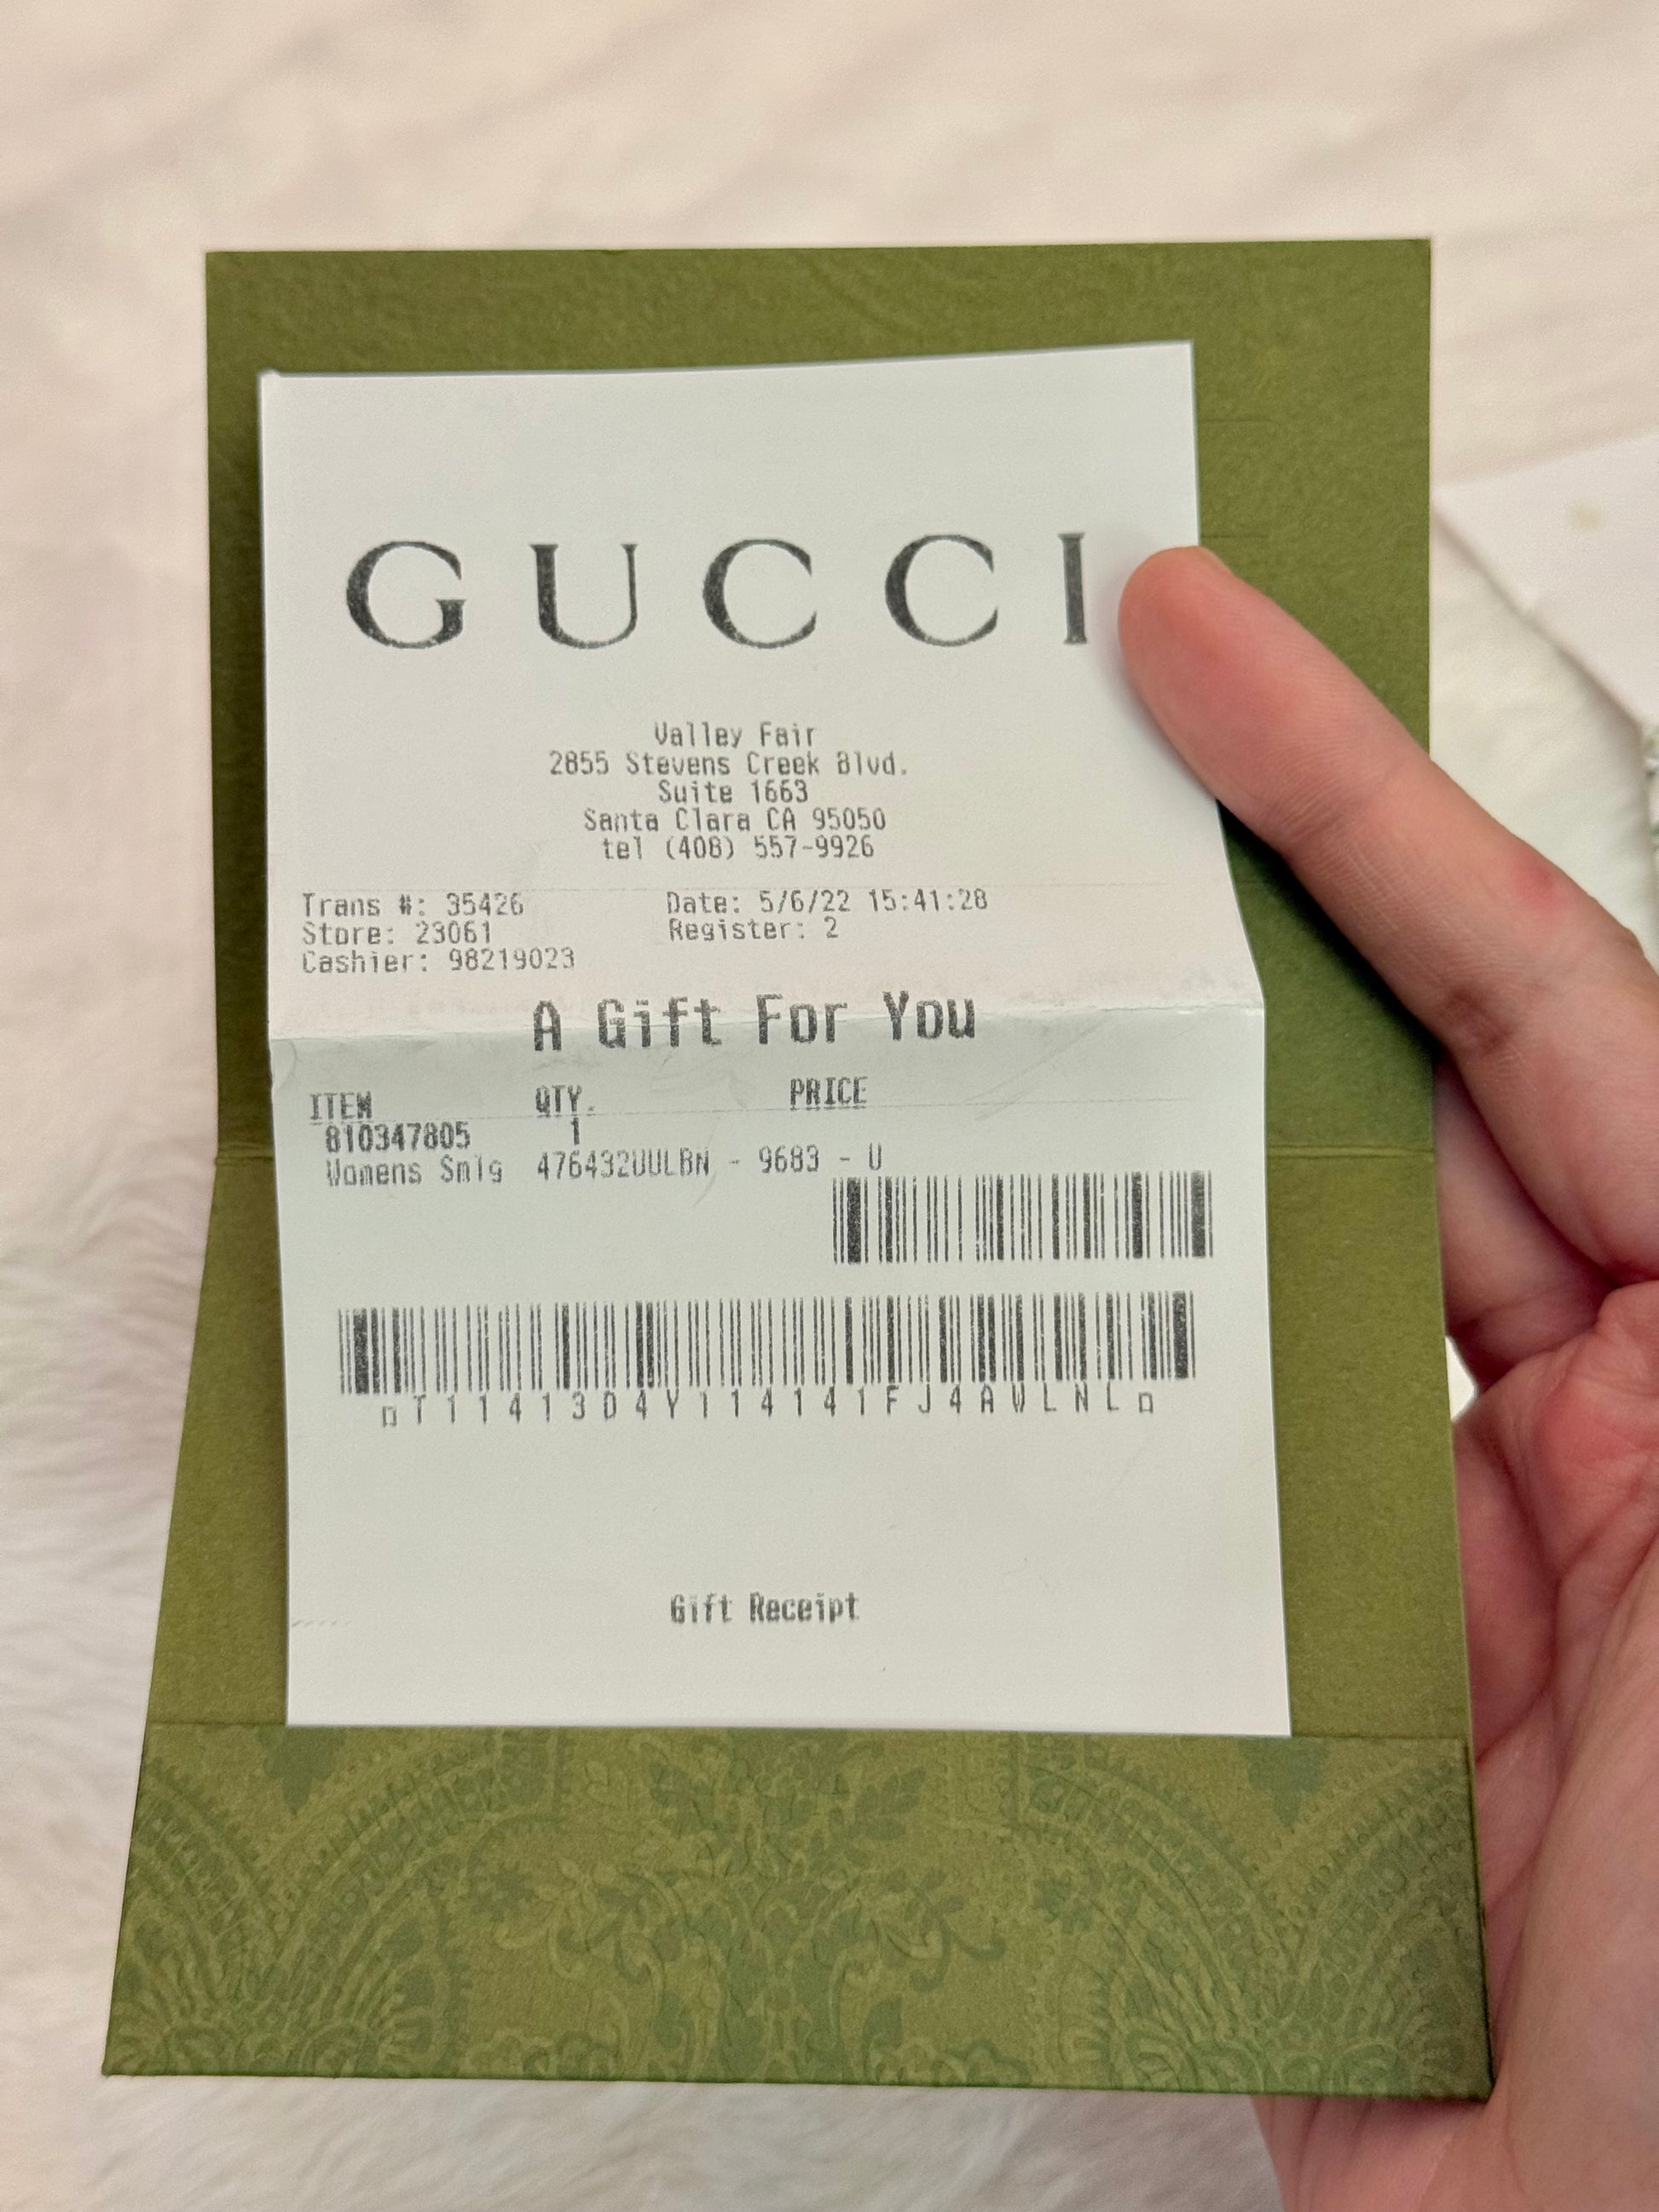 GUCCI
Valley Fair
2855 Stevens Creek Blvd.
Suite 1663
Santa Clara CA 95050
tel (408) 557-9926
Trans #: 35426 Date: 5/6/22 15:41:28
Store: 23061 Register: 2
Cashier: 98219023
A Gift For You
ITEM QTY. PRICE
810347805 1
Womens Smlg 476432UULBN - 9683 - U
T11413D4Y114141FJ4AWLNL
Gift Receipt